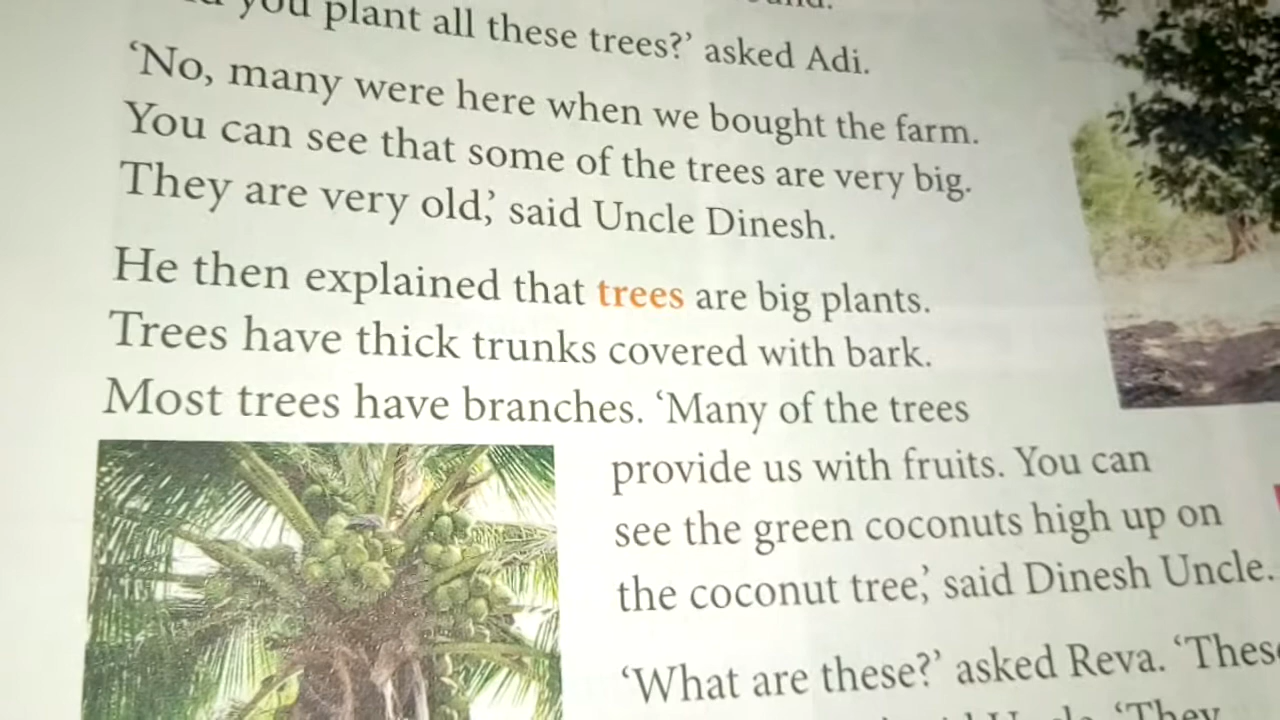 you plant all these trees?’ asked Adi.
‘No, many were here when we bought the farm.
You can see that some of the trees are very big.
They are very old,’ said Uncle Dinesh.
He then explained that trees are big plants.
Trees have thick trunks covered with bark.
Most trees have branches. ‘Many of the trees
provide us with fruits. You can
see the green coconuts high up on
the coconut tree,’ said Dinesh Uncle.
‘What are these?’ asked Reva. ‘These
‘They